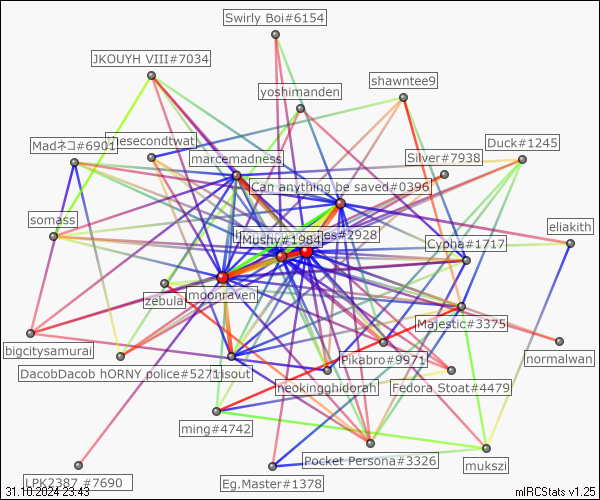 Swirly Boi#6154
JKOUYH VIII#7034
shawntee9
yoshimanden
Madネコ#6901
hesecondtwat
Duck#1245
marcemadness
Silver#7938
Can anything be saved#0396
somass
eliakith
es#2928
Mushy#1984
Cypha#1717
moonraven
zebula
Majestic#3375
bigcitysamurai
Pikabro#9971
normalwan
DacobDacob hORNY police#5271
isout
neokingghidorah
Fedora Stoat#4479
ming#4742
Pocket Persona#3326
mukszi
LPK2387 #7690
Eg.Master#1378
31.10.2024 23:43
mIRCStats v1.25